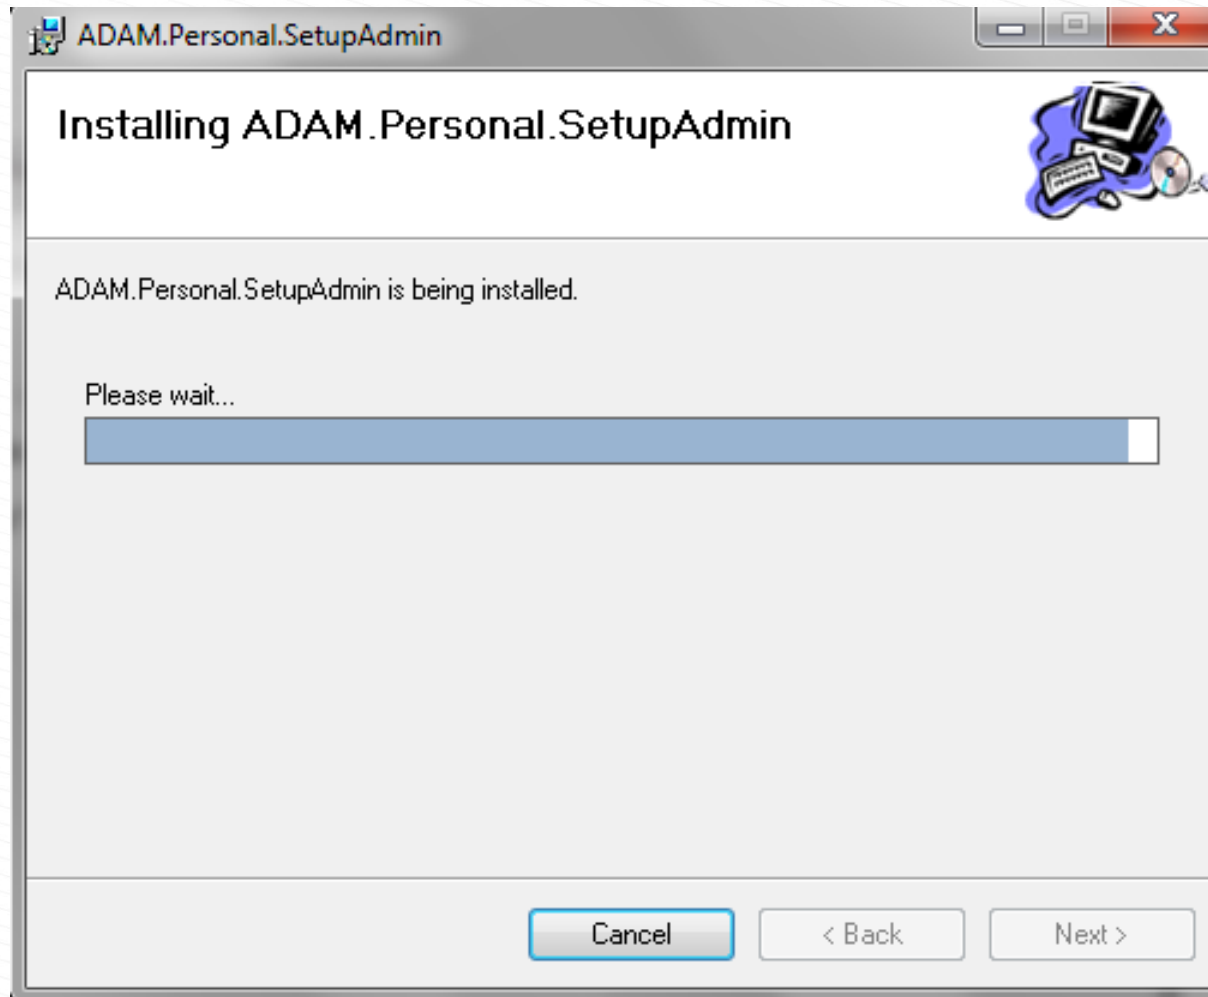 ADAM.Personal.SetupAdmin
Installing ADAM.Personal.SetupAdmin
ADAM.Personal.SetupAdmin is being installed.
Please wait...
Cancel
< Back
Next >